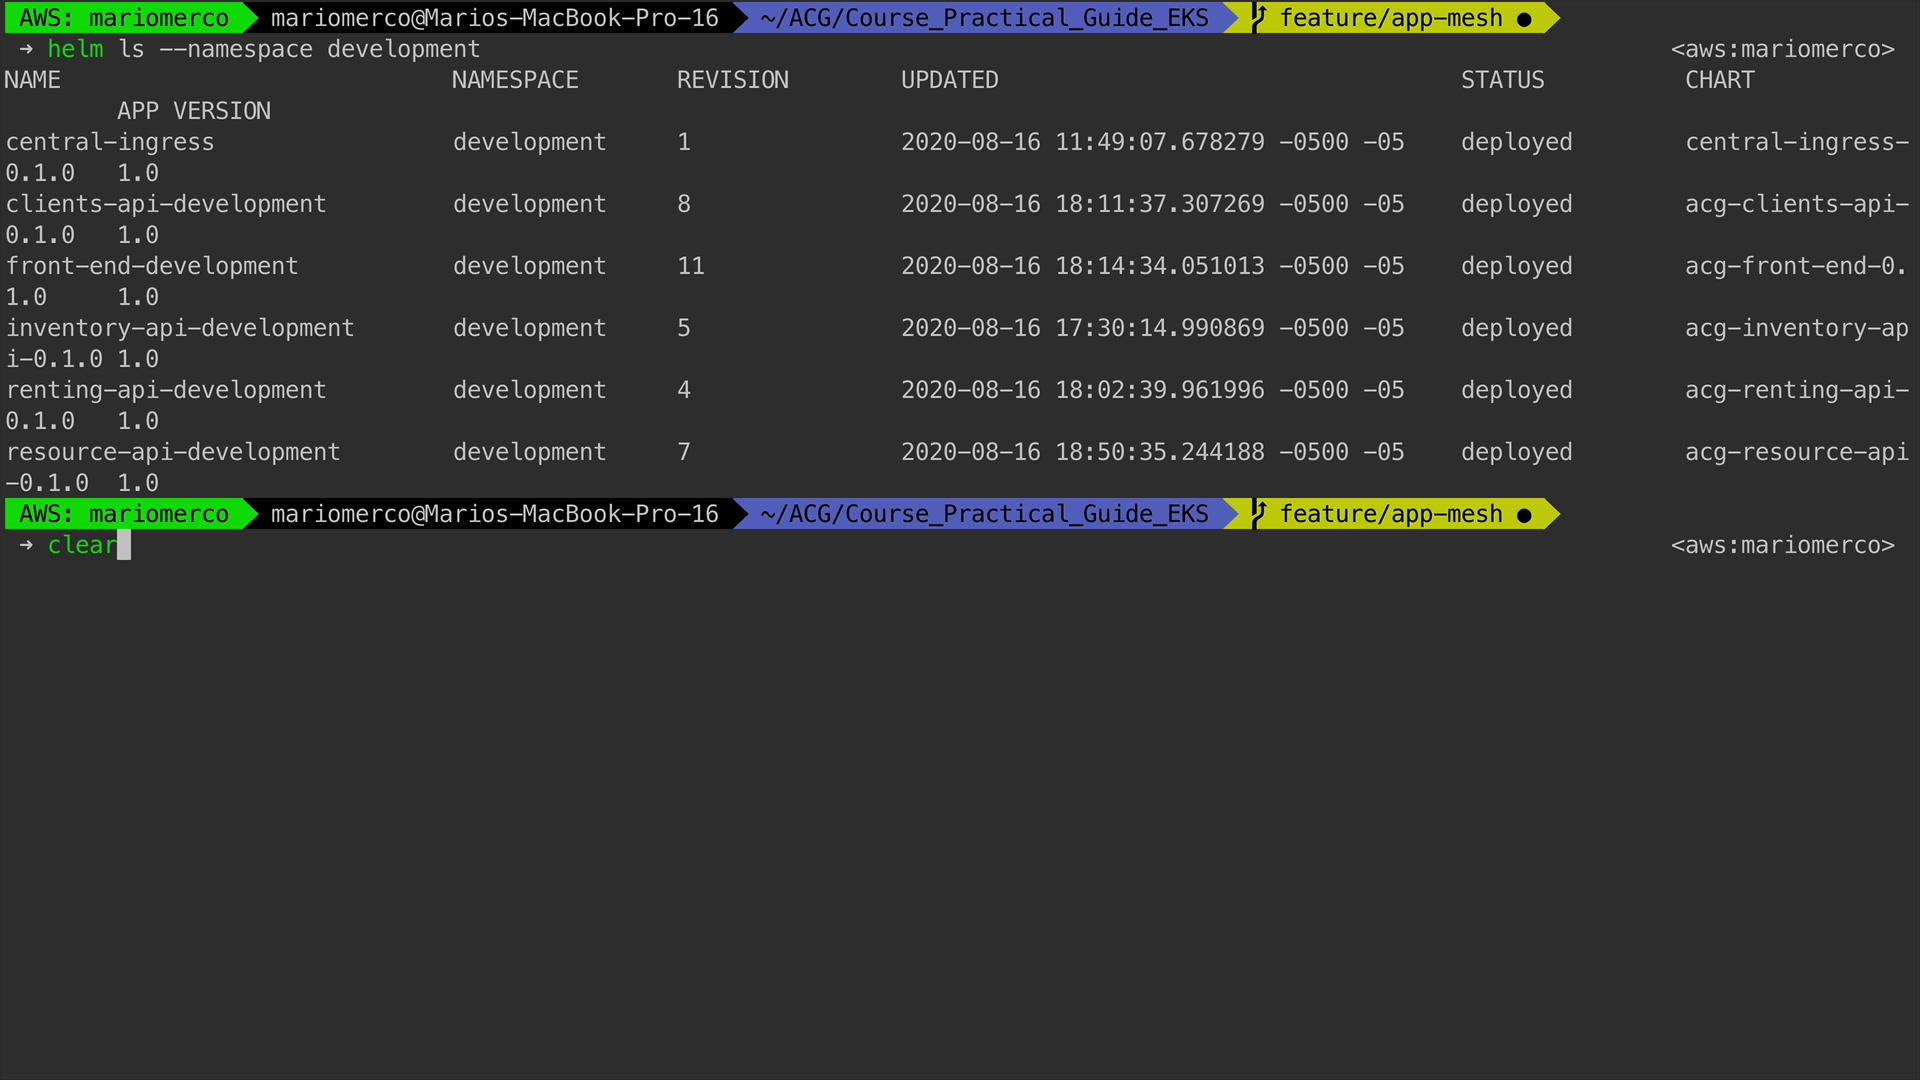 AWS: mariomerco mariomerco@Marios-MacBook-Pro-16 ~/ACG/Course_Practical_Guide_EKS feature/app-mesh ●
→ helm ls --namespace development <aws:mariomerco>
NAME NAMESPACE REVISION UPDATED STATUS CHART
APP VERSION
central-ingress development 1 2020-08-16 11:49:07.678279 -0500 -05 deployed central-ingress-
0.1.0 1.0
clients-api-development development 8 2020-08-16 18:11:37.307269 -0500 -05 deployed acg-clients-api-
0.1.0 1.0
front-end-development development 11 2020-08-16 18:14:34.051013 -0500 -05 deployed acg-front-end-0.
1.0 1.0
inventory-api-development development 5 2020-08-16 17:30:14.990869 -0500 -05 deployed acg-inventory-ap
i-0.1.0 1.0
renting-api-development development 4 2020-08-16 18:02:39.961996 -0500 -05 deployed acg-renting-api-
0.1.0 1.0
resource-api-development development 7 2020-08-16 18:50:35.244188 -0500 -05 deployed acg-resource-api
-0.1.0 1.0
AWS: mariomerco mariomerco@Marios-MacBook-Pro-16 ~/ACG/Course_Practical_Guide_EKS feature/app-mesh ●
→ clear <aws:mariomerco>